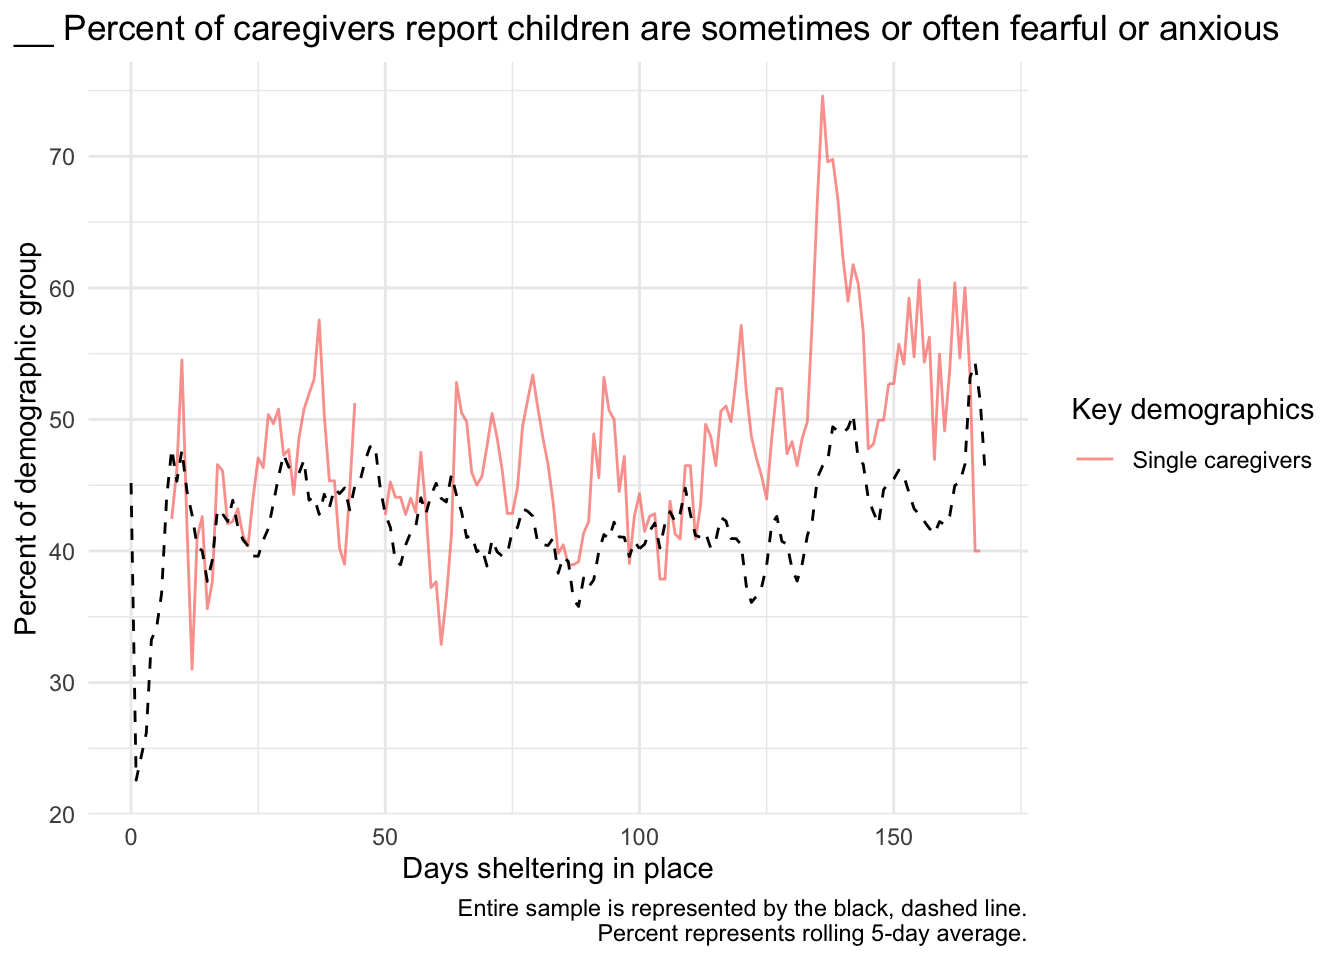 __ Percent of caregivers report children are sometimes or often fearful or anxious
Percent of demographic group
70
60
50
40
30
20
0
50
100
150
Days sheltering in place
Key demographics
Single caregivers
Entire sample is represented by the black, dashed line.
Percent represents rolling 5-day average.